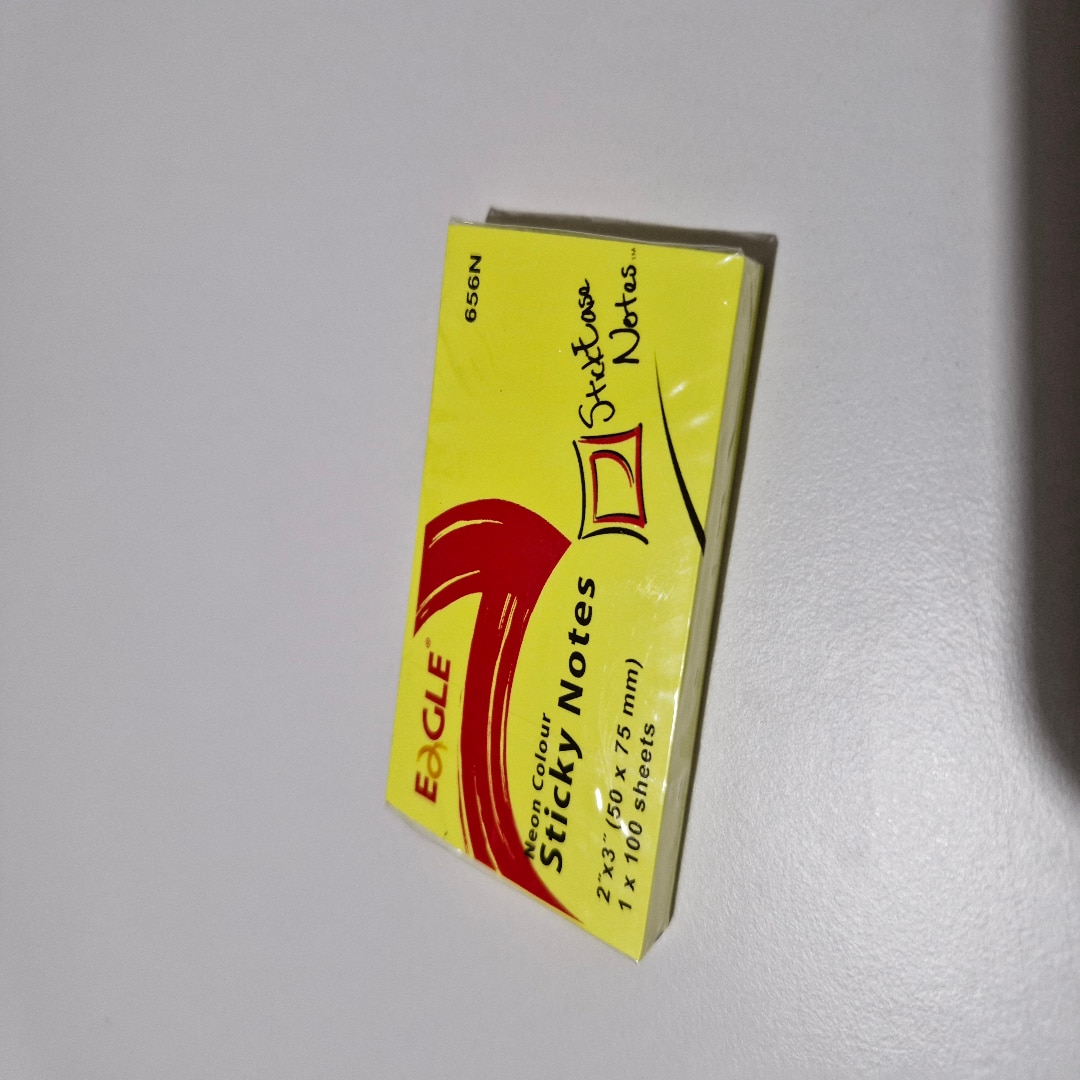 EAGLE®
656N
Neon Colour
Sticky Notes
2"x3" (50 x 75 mm)
1 x 100 sheets
StickEase
Notes™